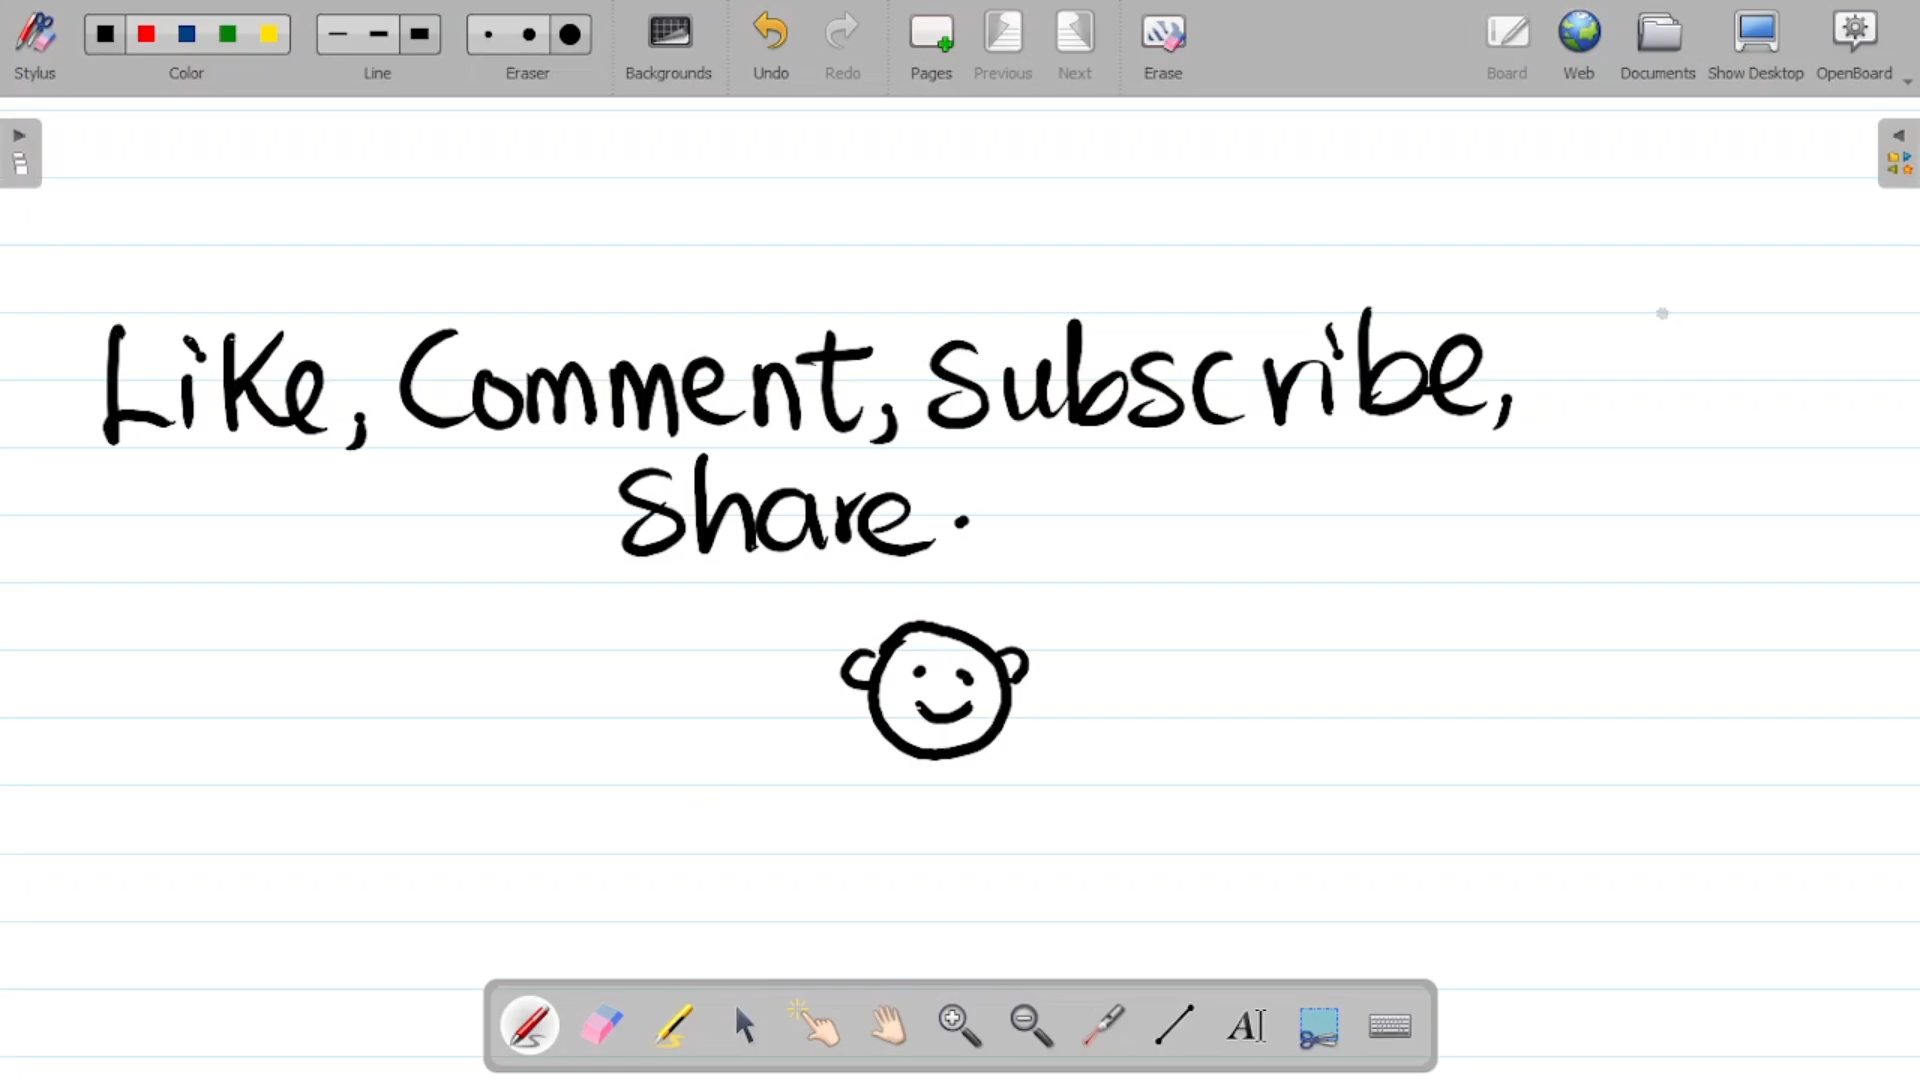 Stylus Color Line Eraser Backgrounds Undo Redo Pages Previous Next Erase Board Web Documents Show Desktop OpenBoard
Like, Comment, Subscribe,
Share.